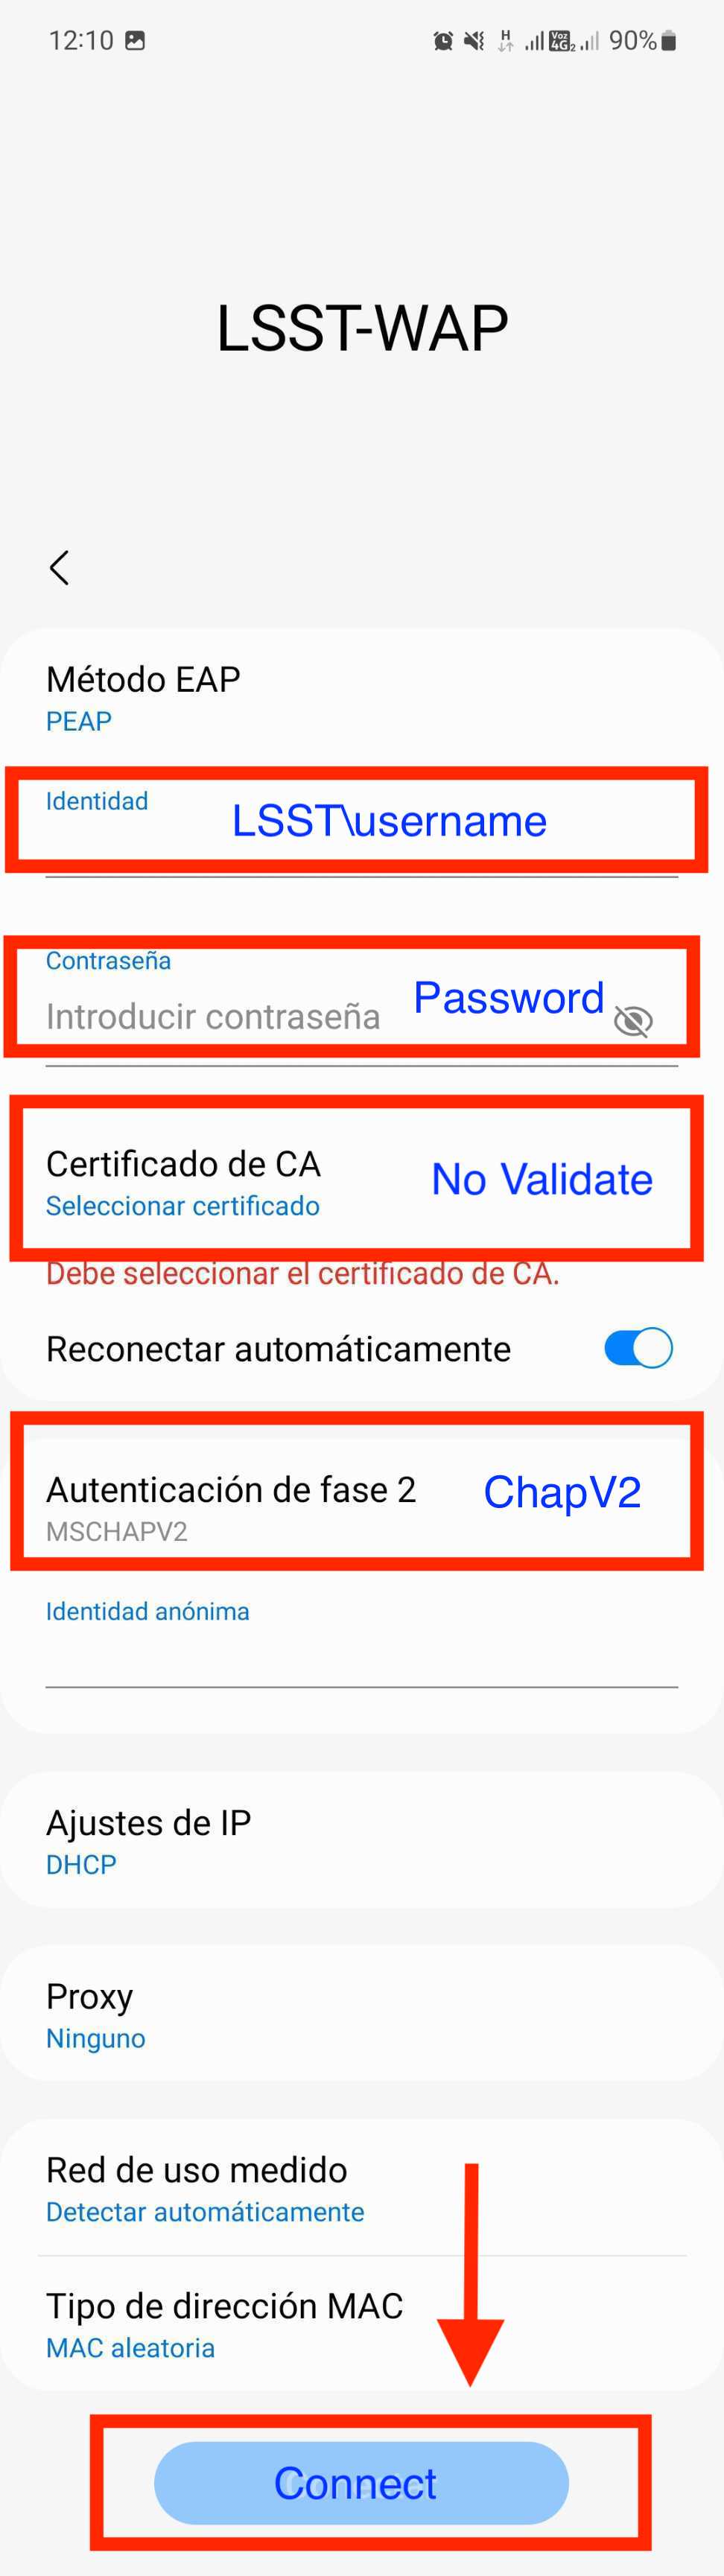 12:10 H Voz 4G 2 90%
LSST-WAP
Método EAP
PEAP
Identidad
LSST\username
Contraseña
Introducir contraseña
Password
Certificado de CA
Seleccionar certificado
No Validate
Debe seleccionar el certificado de CA.
Reconectar automáticamente
Autenticación de fase 2
MSCHAPV2
ChapV2
Identidad anónima
Ajustes de IP
DHCP
Proxy
Ninguno
Red de uso medido
Detectar automáticamente
Tipo de dirección MAC
MAC aleatoria
Connect